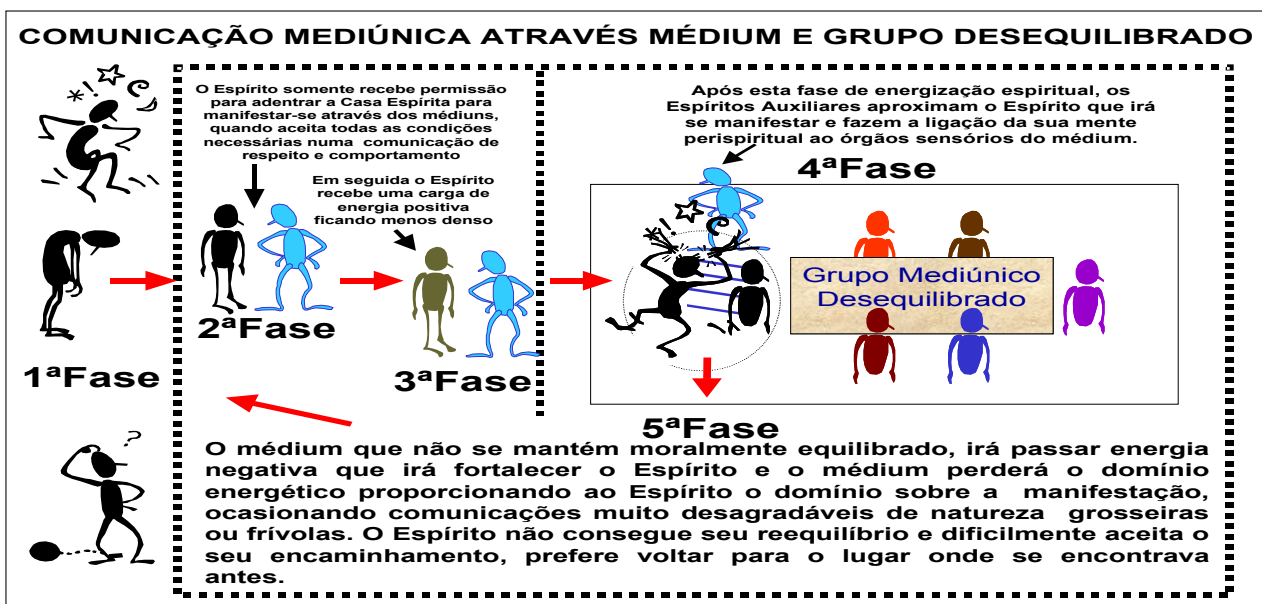 COMUNICAÇÃO MEDIÚNICA ATRAVÉS MÉDIUM E GRUPO DESEQUILIBRADO
O Espírito somente recebe permissão
para adentrar a Casa Espírita para
manifestar-se através dos médiuns,
quando aceita todas as condições
necessárias numa comunicação de
respeito e comportamento
Em seguida o Espírito
recebe uma carga de
energia positiva
ficando menos denso
Após esta fase de energização espiritual, os
Espíritos Auxiliares aproximam o Espírito que irá
se manifestar e fazem a ligação da sua mente
perispiritual ao órgãos sensórios do médium.
1ªFase
2ªFase
3ªFase
4ªFase
Grupo Mediúnico
Desequilibrado
5ªFase
O médium que não se mantém moralmente equilibrado, irá passar energia
negativa que irá fortalecer o Espírito e o médium perderá o domínio
energético proporcionando ao Espírito o domínio sobre a manifestação,
ocasionando comunicações muito desagradáveis de natureza grosseiras
ou frívolas. O Espírito não consegue seu reequilíbrio e dificilmente aceita o
seu encaminhamento, prefere voltar para o lugar onde se encontrava
antes.